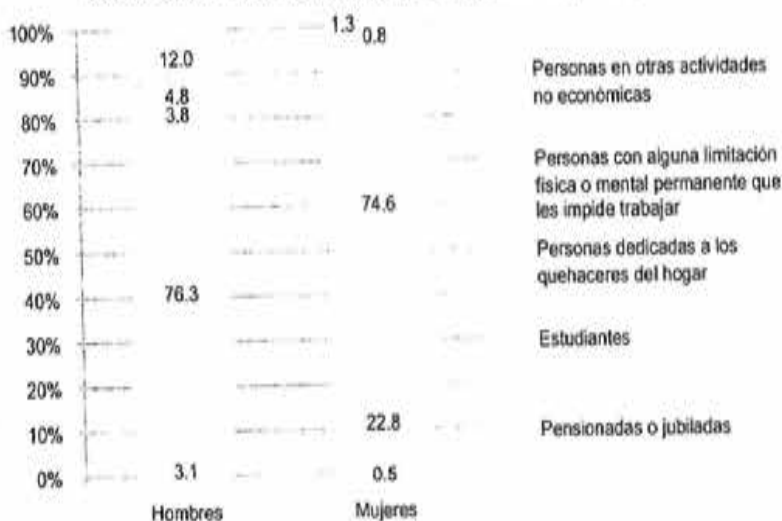 100%
90%
80%
70%
60%
50%
40%
30%
20%
10%
0%
12.0
4.8
3.8
76.3
3.1
1.3
0.8
74.6
22.8
0.5
Hombres
Mujeres
Personas en otras actividades
no económicas
Personas con alguna limitación
física o mental permanente que
les impide trabajar
Personas dedicadas a los
quehaceres del hogar
Estudiantes
Pensionadas o jubiladas